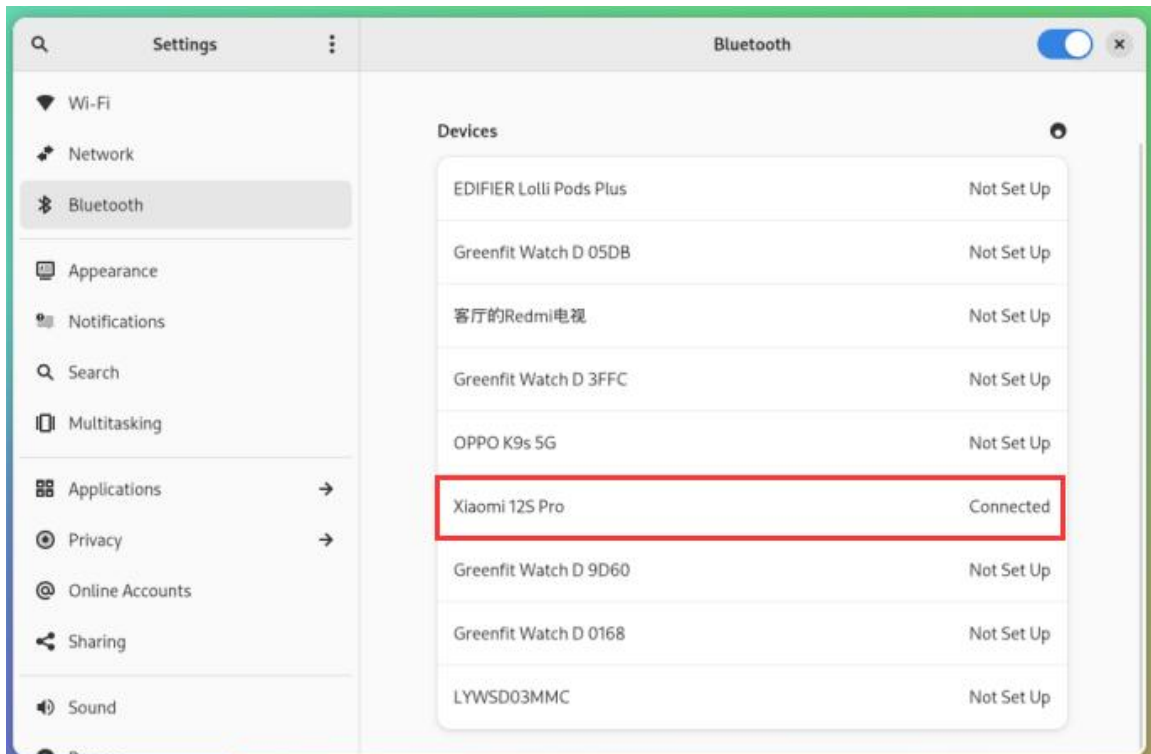 Settings
Bluetooth
Wi-Fi
Network
Bluetooth
Appearance
Notifications
Search
Multitasking
Applications
Privacy
Online Accounts
Sharing
Sound
Devices
EDIFIER Lolli Pods Plus Not Set Up
Greenfit Watch D 05DB Not Set Up
客厅的Redmi电视 Not Set Up
Greenfit Watch D 3FFC Not Set Up
OPPO K9s 5G Not Set Up
Xiaomi 12S Pro Connected
Greenfit Watch D 9D60 Not Set Up
Greenfit Watch D 0168 Not Set Up
LYWSD03MMC Not Set Up